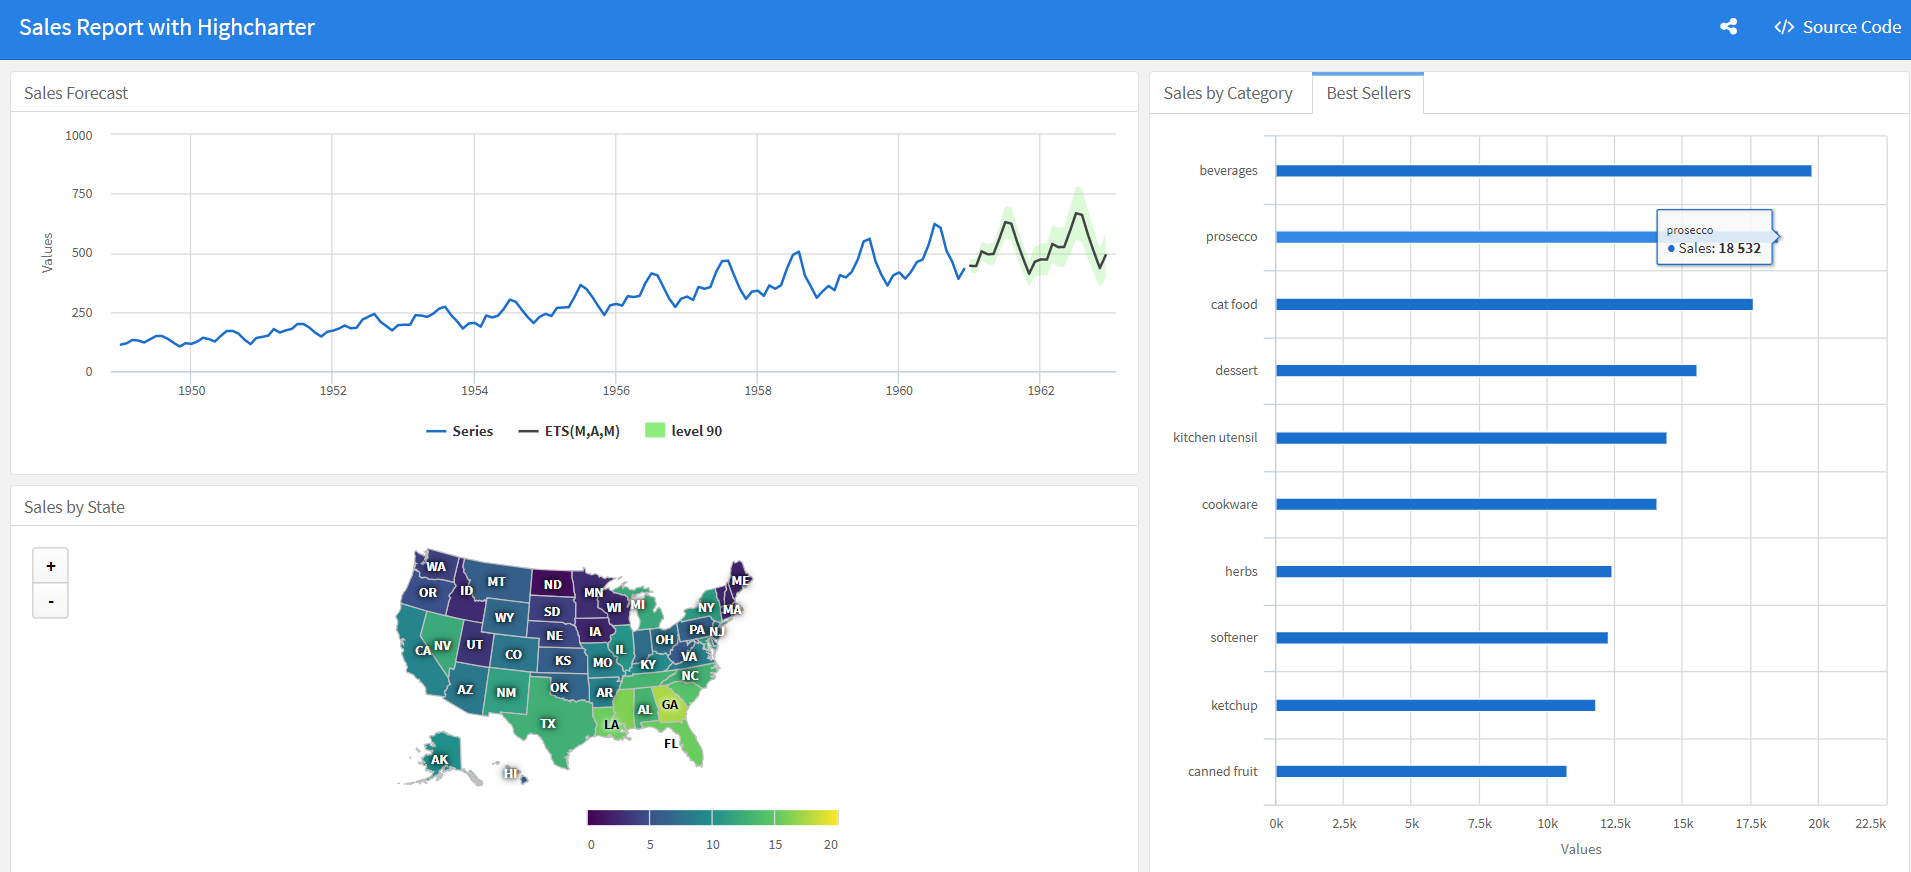 Sales Report with Highcharter
</> Source Code
Sales Forecast
1000
750
500
250
0
Values
1950 1952 1954 1956 1958 1960 1962
Series ETS(M,A,M) level 90
Sales by State
+
-
WA
MT
ND
ME
OR
ID
MN
WI
MI
NY
MA
WY
SD
IA
PA
NJ
NE
OH
CA
NV
UT
CO
KS
MO
IL
KY
VA
AZ
NM
OK
AR
NC
TX
LA
AL
GA
FL
AK
HI
0 5 10 15 20
Sales by Category Best Sellers
beverages
prosecco
cat food
dessert
kitchen utensil
cookware
herbs
softener
ketchup
canned fruit
prosecco
● Sales: 18 532
0k 2.5k 5k 7.5k 10k 12.5k 15k 17.5k 20k 22.5k
Values